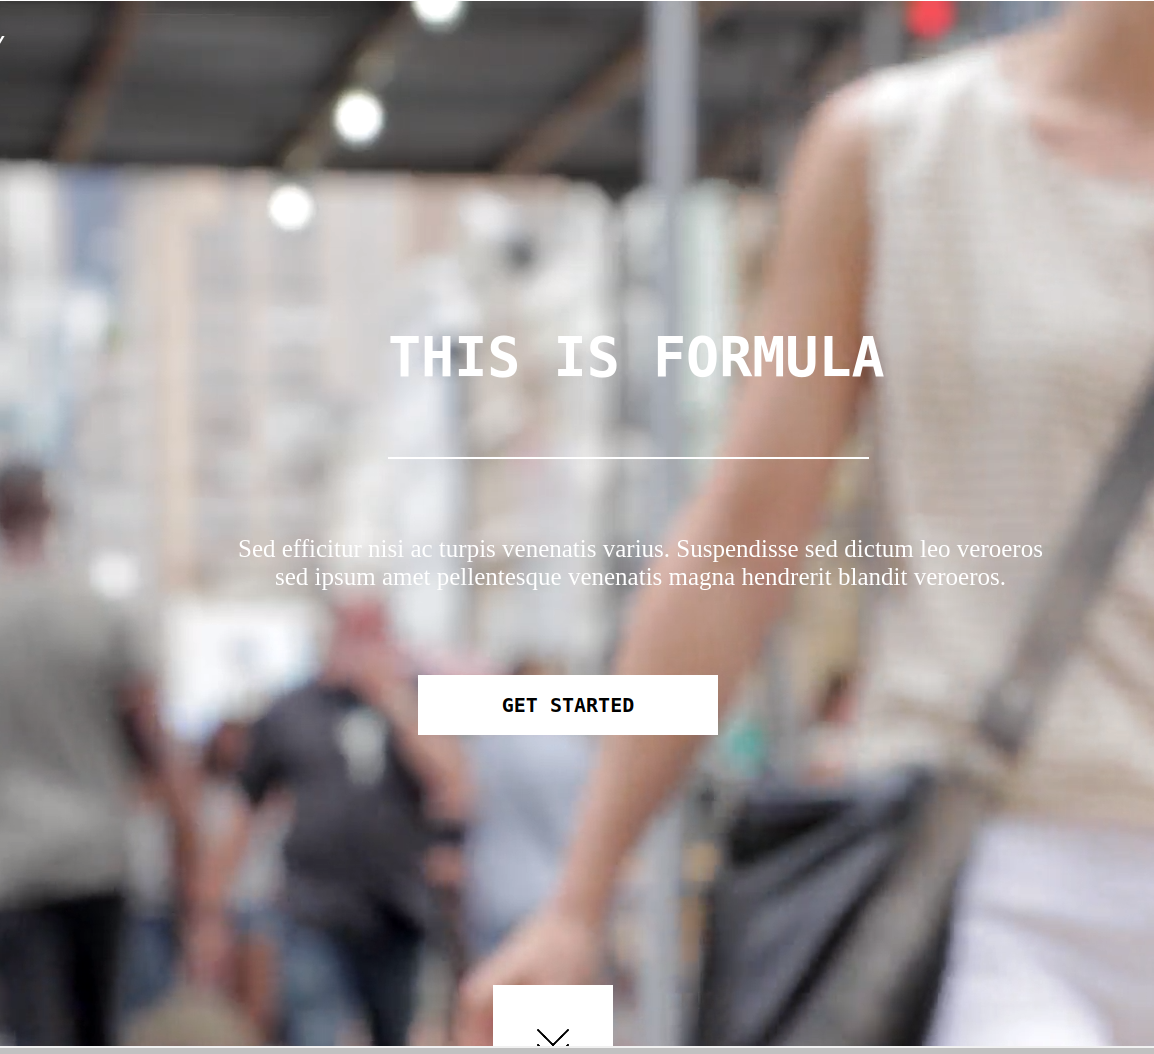 THIS IS FORMULA
Sed efficitur nisi ac turpis venenatis varius. Suspendisse sed dictum leo veroeros
sed ipsum amet pellentesque venenatis magna hendrerit blandit veroeros.
GET STARTED